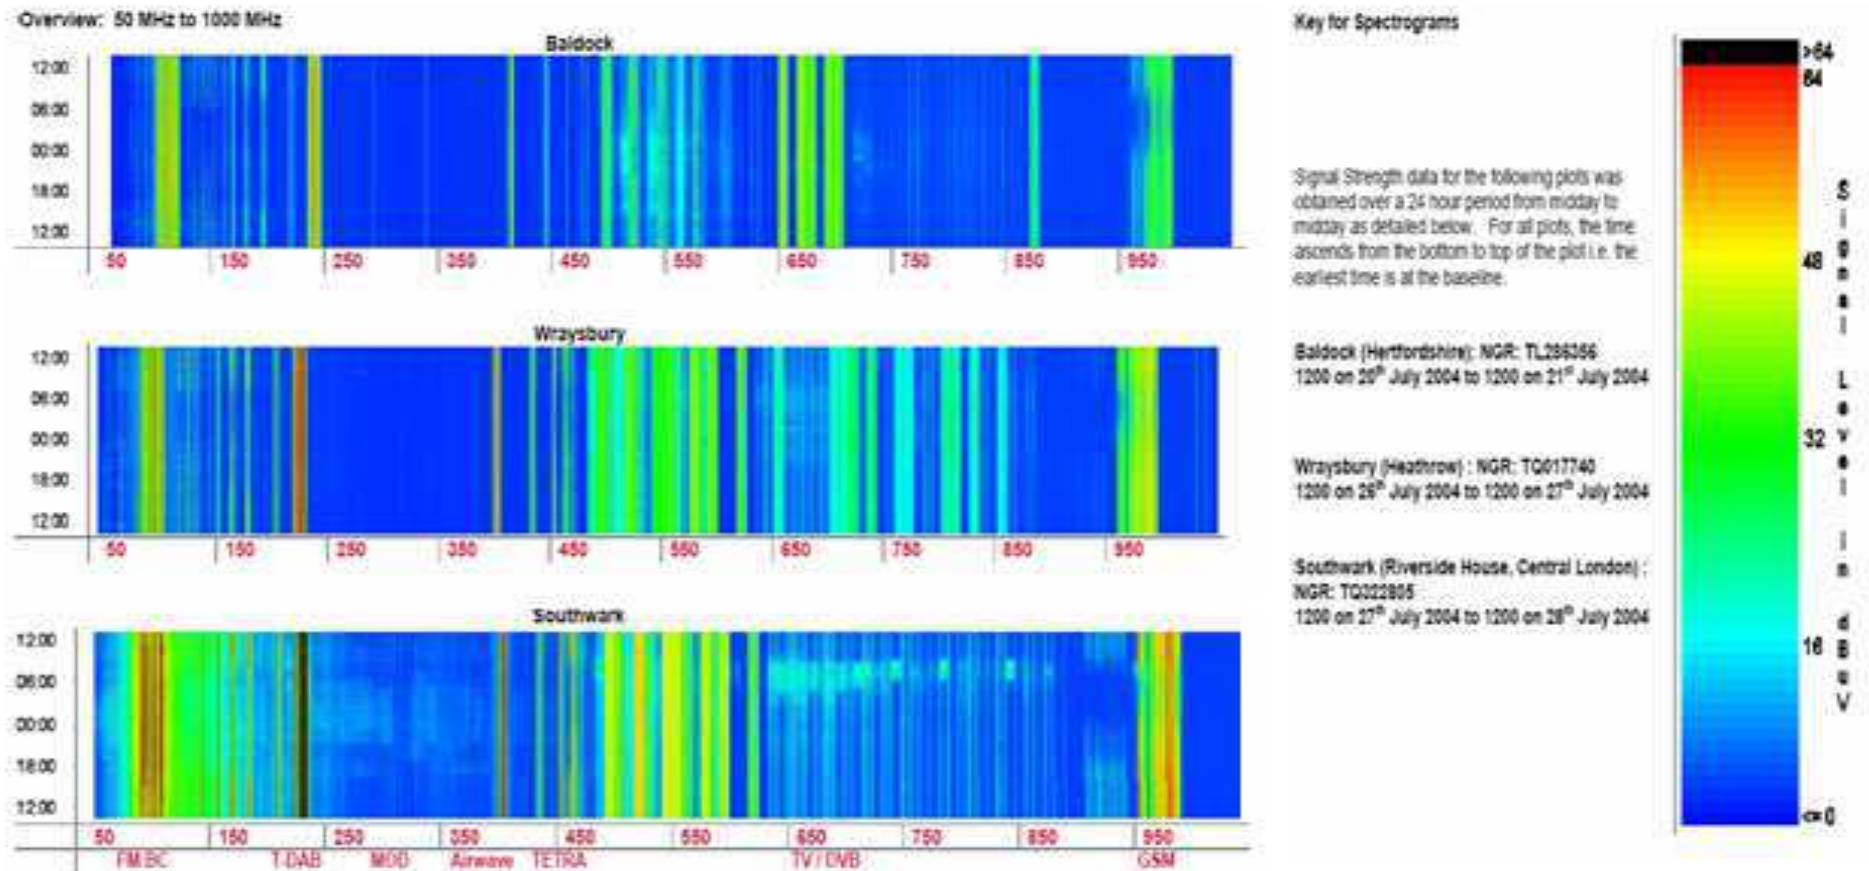 Overview: 50 MHz to 1000 MHz
Baldock
12:00
06:00
00:00
18:00
12:00
50 150 250 350 450 550 650 750 850 950
Wraysbury
12:00
06:00
00:00
18:00
12:00
50 150 250 350 450 550 650 750 850 950
Southwark
12:00
06:00
00:00
18:00
12:00
50 150 250 350 450 550 650 750 850 950
FM BC T-DAB MOD Airwave TETRA TV / DVB GSM
Key for Spectrograms
Signal Strength data for the following plots was
obtained over a 24 hour period from midday to
midday as detailed below. For all plots, the time
ascends from the bottom to top of the plot i.e. the
earliest time is at the baseline.
Baldock (Hertfordshire): NGR: TL286356
1200 on 20th July 2004 to 1200 on 21st July 2004
Wraysbury (Heathrow) : NGR: TQ017740
1200 on 26th July 2004 to 1200 on 27th July 2004
Southwark (Riverside House, Central London) :
NGR: TQ322805
1200 on 27th July 2004 to 1200 on 28th July 2004
>64
64
48
32
16
<=0
Signal Level in dBuV